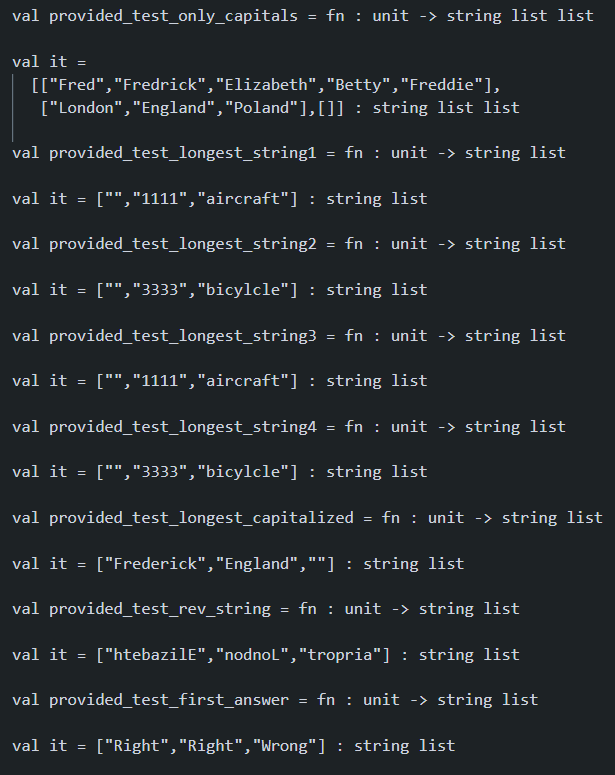 val provided_test_only_capitals = fn : unit -> string list list
val it =
[["Fred","Fredrick","Elizabeth","Betty","Freddie"],
["London","England","Poland"],[]] : string list list
val provided_test_longest_string1 = fn : unit -> string list
val it = ["","1111","aircraft"] : string list
val provided_test_longest_string2 = fn : unit -> string list
val it = ["","3333","bicylcle"] : string list
val provided_test_longest_string3 = fn : unit -> string list
val it = ["","1111","aircraft"] : string list
val provided_test_longest_string4 = fn : unit -> string list
val it = ["","3333","bicylcle"] : string list
val provided_test_longest_capitalized = fn : unit -> string list
val it = ["Frederick","England",""] : string list
val provided_test_rev_string = fn : unit -> string list
val it = ["htebazilE","nodnoL","tropria"] : string list
val provided_test_first_answer = fn : unit -> string list
val it = ["Right","Right","Wrong"] : string list